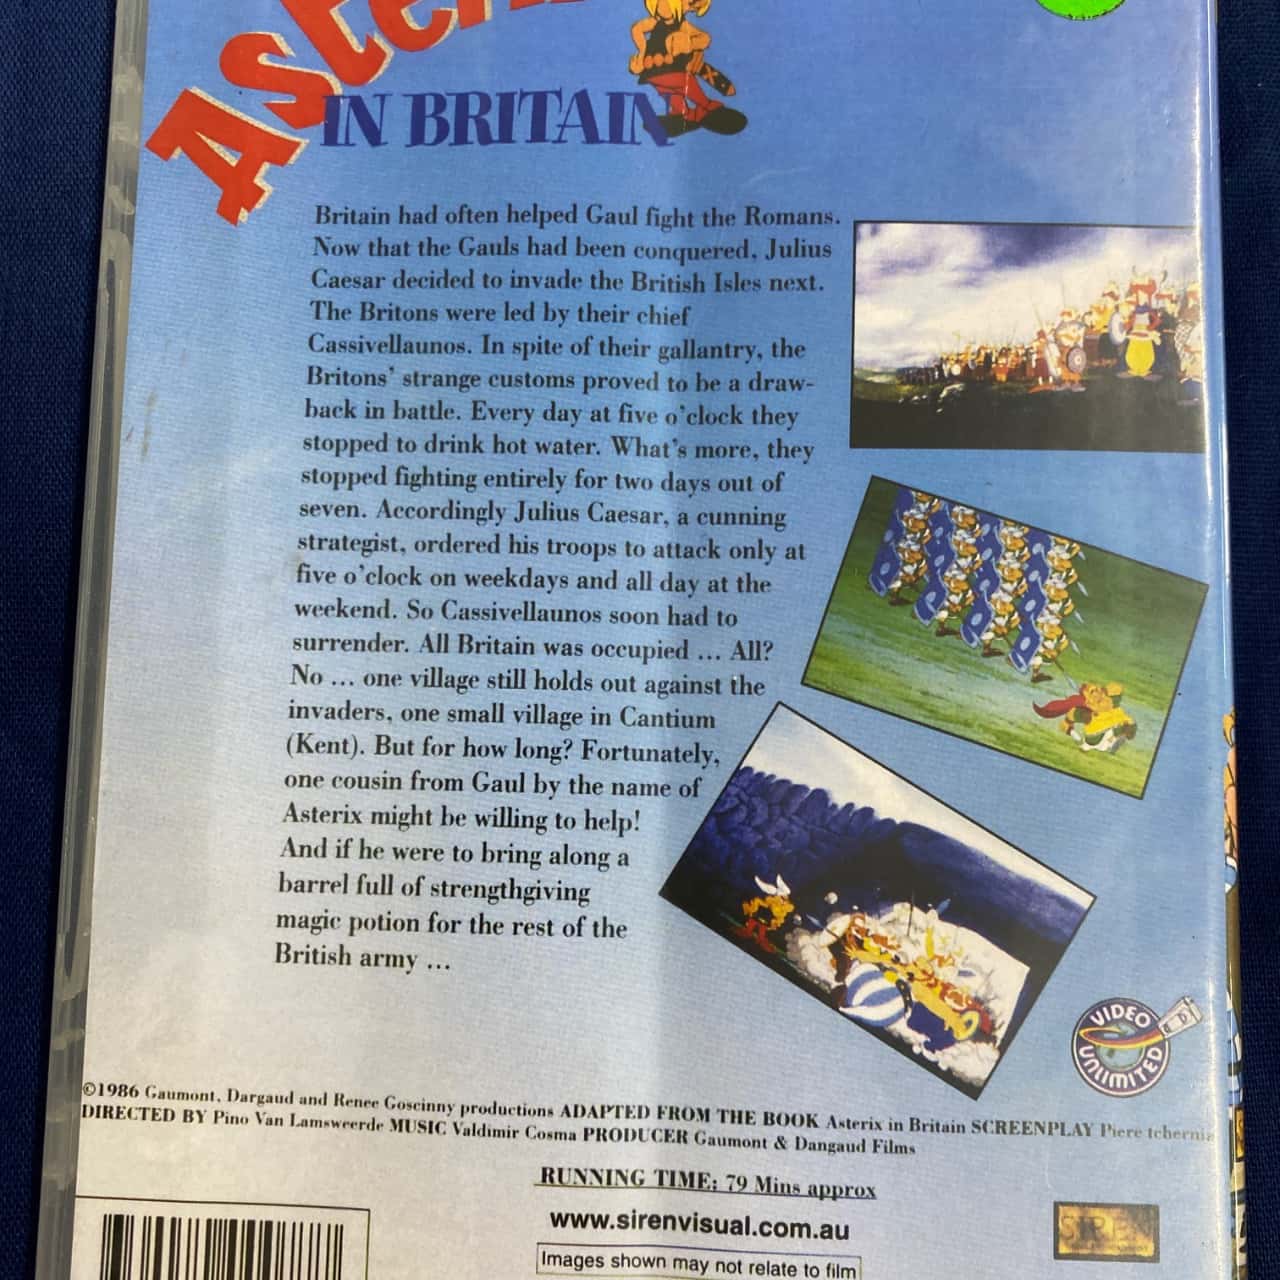 IN BRITAIN
Britain had often helped Gaul fight the Romans.
Now that the Gauls had been conquered, Julius
Caesar decided to invade the British Isles next.
The Britons were led by their chief
Cassivellaunos. In spite of their gallantry, the
Britons' strange customs proved to be a draw-
back in battle. Every day at five o'clock they
stopped to drink hot water. What's more, they
stopped fighting entirely for two days out of
seven. Accordingly Julius Caesar, a cunning
strategist, ordered his troops to attack only at
five o'clock on weekdays and all day at the
weekend. So Cassivellaunos soon had to
surrender. All Britain was occupied ... All?
No ... one village still holds out against the
invaders, one small village in Cantium
(Kent). But for how long? Fortunately,
one cousin from Gaul by the name of
Asterix might be willing to help!
And if he were to bring along a
barrel full of strengthgiving
magic potion for the rest of the
British army ...
VIDEO
UNLIMITED
©1986 Gaumont, Dargaud and Renee Goscinny productions ADAPTED FROM THE BOOK Asterix in Britain SCREENPLAY Piere tchernia
DIRECTED BY Pino Van Lamsweerde MUSIC Valdimir Cosma PRODUCER Gaumont & Dangaud Films
RUNNING TIME: 79 Mins approx
www.sirenvisual.com.au
Images shown may not relate to film